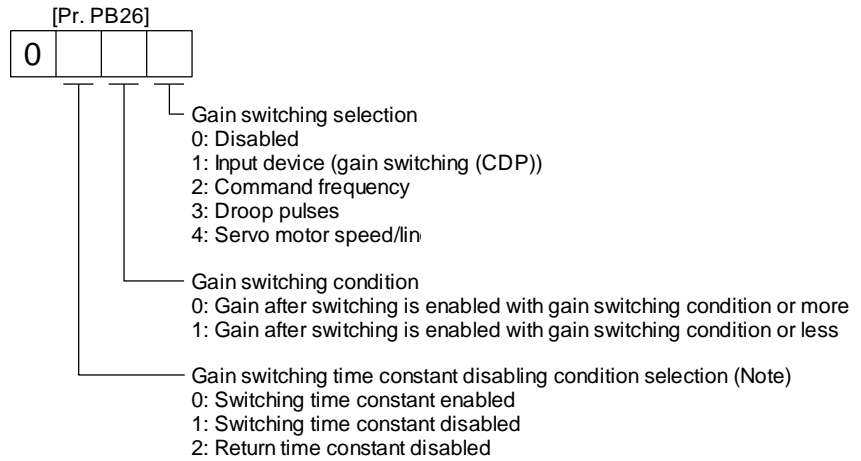 [Pr. PB26]
0
Gain switching selection
0: Disabled
1: Input device (gain switching (CDP))
2: Command frequency
3: Droop pulses
4: Servo motor
Gain switching condition
0: Gain after switching is enabled with gain switching condition or more
1: Gain after switching is enabled with gain switching condition or less
Gain switching time constant disabling condition selection (Note)
0: Switching time constant enabled
1: Switching time constant disabled
2: Return time constant disabled